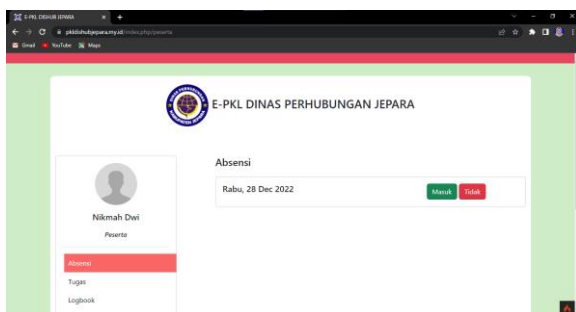 E-PKL DISHUB JEPARA
pkldishubjepara.my.id/index.php/peserta
Gmail
YouTube
Maps
E-PKL DINAS PERHUBUNGAN JEPARA
Nikmah Dwi
Peserta
Absensi
Tugas
Logbook
Absensi
Rabu, 28 Dec 2022
Masuk
Tidak